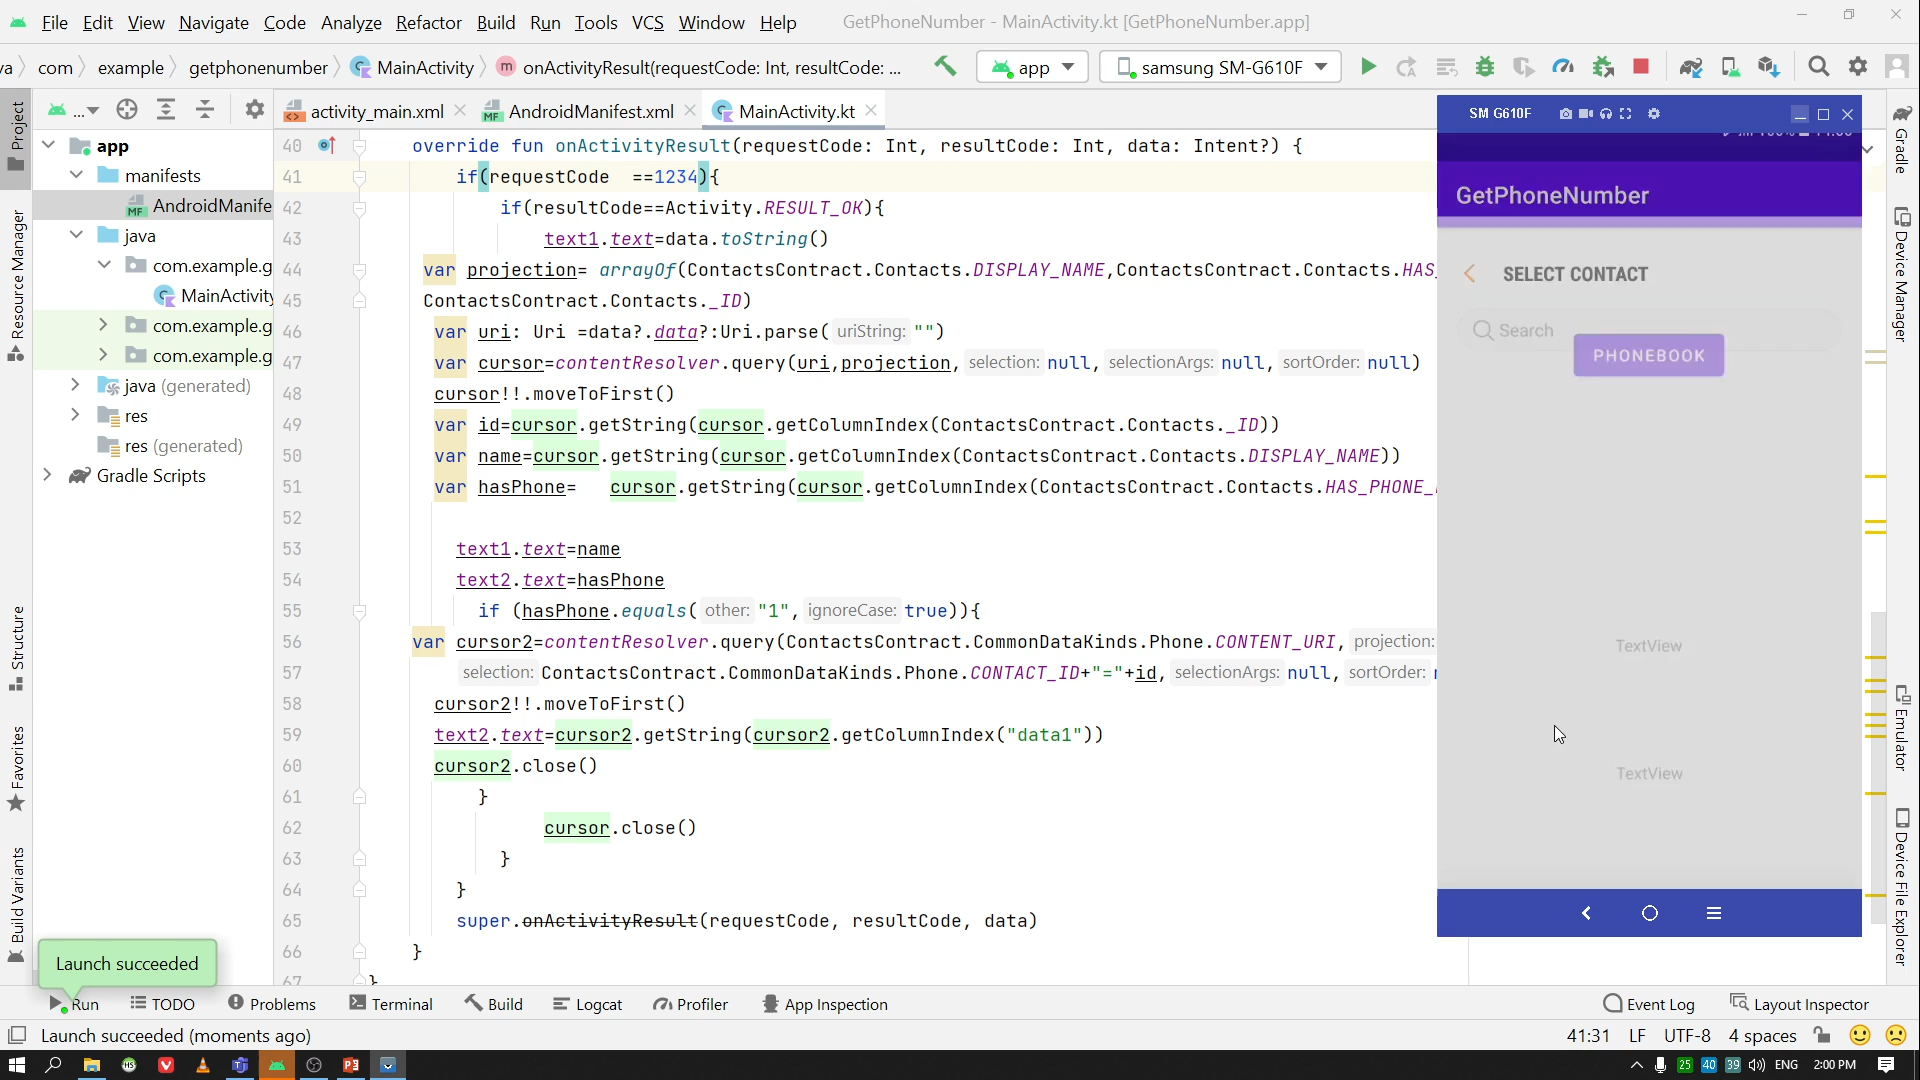 File Edit View Navigate Code Analyze Refactor Build Run Tools VCS Window Help GetPhoneNumber - MainActivity.kt [GetPhoneNumber.app]
va com example getphonenumber MainActivity onActivityResult(requestCode: Int, resultCode: ... app samsung SM-G610F
Project
Resource Manager
Structure
Favorites
Build Variants
... activity_main.xml AndroidManifest.xml MainActivity.kt
app
manifests
AndroidManife
java
com.example.g
MainActivity
com.example.g
com.example.g
java (generated)
res
res (generated)
Gradle Scripts
40 override fun onActivityResult(requestCode: Int, resultCode: Int, data: Intent?) {
41 if(requestCode ==1234){
42 if(resultCode==Activity.RESULT_OK){
43 text1.text=data.toString()
44 var projection= arrayOf(ContactsContract.Contacts.DISPLAY_NAME,ContactsContract.Contacts.HAS_
45 ContactsContract.Contacts._ID)
46 var uri: Uri =data?.data?:Uri.parse( uriString: "")
47 var cursor=contentResolver.query(uri,projection, selection: null, selectionArgs: null, sortOrder: null)
48 cursor!!.moveToFirst()
49 var id=cursor.getString(cursor.getColumnIndex(ContactsContract.Contacts._ID))
50 var name=cursor.getString(cursor.getColumnIndex(ContactsContract.Contacts.DISPLAY_NAME))
51 var hasPhone= cursor.getString(cursor.getColumnIndex(ContactsContract.Contacts.HAS_PHONE_
52
53 text1.text=name
54 text2.text=hasPhone
55 if (hasPhone.equals( other: "1", ignoreCase: true)){
56 var cursor2=contentResolver.query(ContactsContract.CommonDataKinds.Phone.CONTENT_URI, projection:
57 selection: ContactsContract.CommonDataKinds.Phone.CONTACT_ID+"="+id, selectionArgs: null, sortOrder:
58 cursor2!!.moveToFirst()
59 text2.text=cursor2.getString(cursor2.getColumnIndex("data1"))
60 cursor2.close()
61 }
62 cursor.close()
63 }
64 }
65 super.onActivityResult(requestCode, resultCode, data)
66 }
67 }
SM G610F
GetPhoneNumber
SELECT CONTACT
Search
PHONEBOOK
TextView
TextView
Gradle
Device Manager
Emulator
Device File Explorer
Launch succeeded
Run TODO Problems Terminal Build Logcat Profiler App Inspection Event Log Layout Inspector
Launch succeeded (moments ago) 41:31 LF UTF-8 4 spaces
25 40 39 ENG 2:00 PM